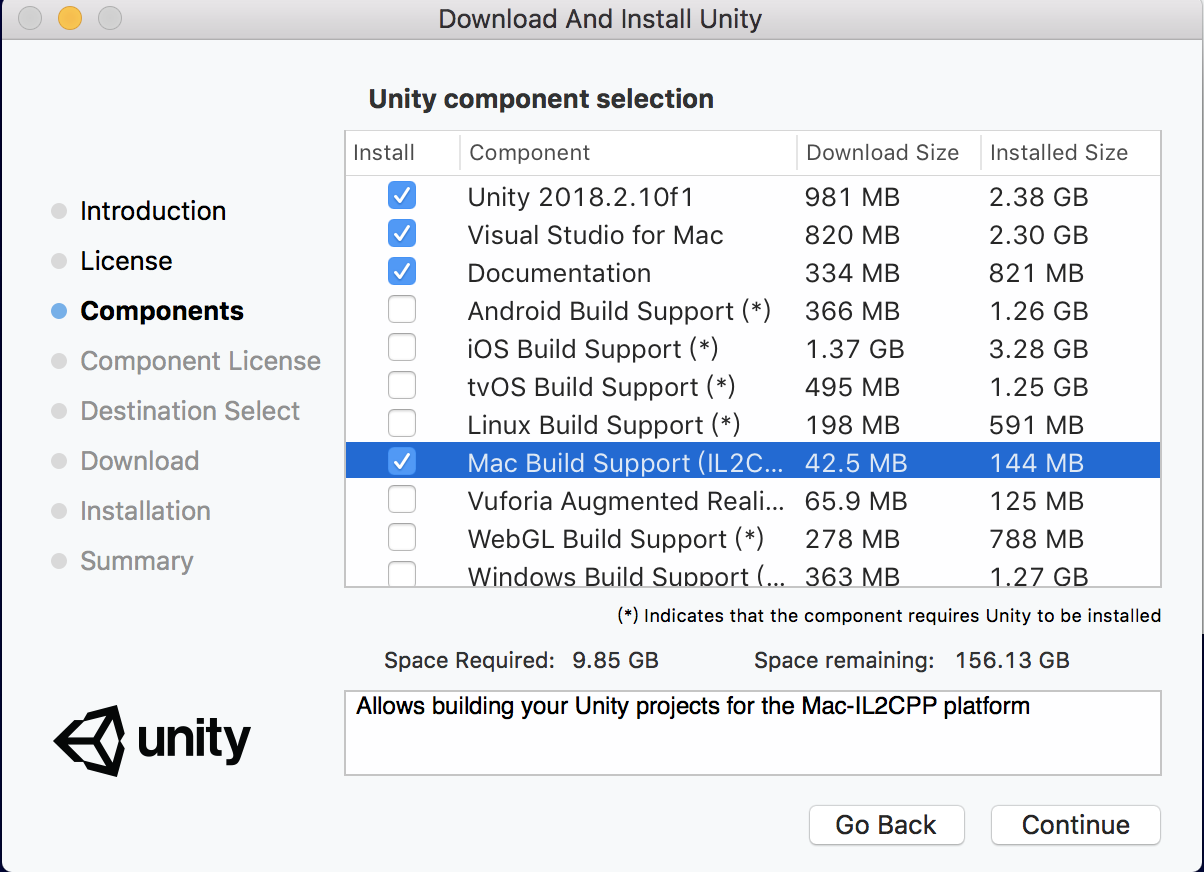 Download And Install Unity
Unity component selection
Install Component Download Size Installed Size
Unity 2018.2.10f1 981 MB 2.38 GB
Visual Studio for Mac 820 MB 2.30 GB
Documentation 334 MB 821 MB
Android Build Support (*) 366 MB 1.26 GB
iOS Build Support (*) 1.37 GB 3.28 GB
tvOS Build Support (*) 495 MB 1.25 GB
Linux Build Support (*) 198 MB 591 MB
Mac Build Support (IL2C... 42.5 MB 144 MB
Vuforia Augmented Reali... 65.9 MB 125 MB
WebGL Build Support (*) 278 MB 788 MB
Windows Build Support (... 363 MB 1.27 GB
Introduction
License
Components
Component License
Destination Select
Download
Installation
Summary
(*) Indicates that the component requires Unity to be installed
Space Required: 9.85 GB Space remaining: 156.13 GB
Allows building your Unity projects for the Mac-IL2CPP platform
unity
Go Back Continue